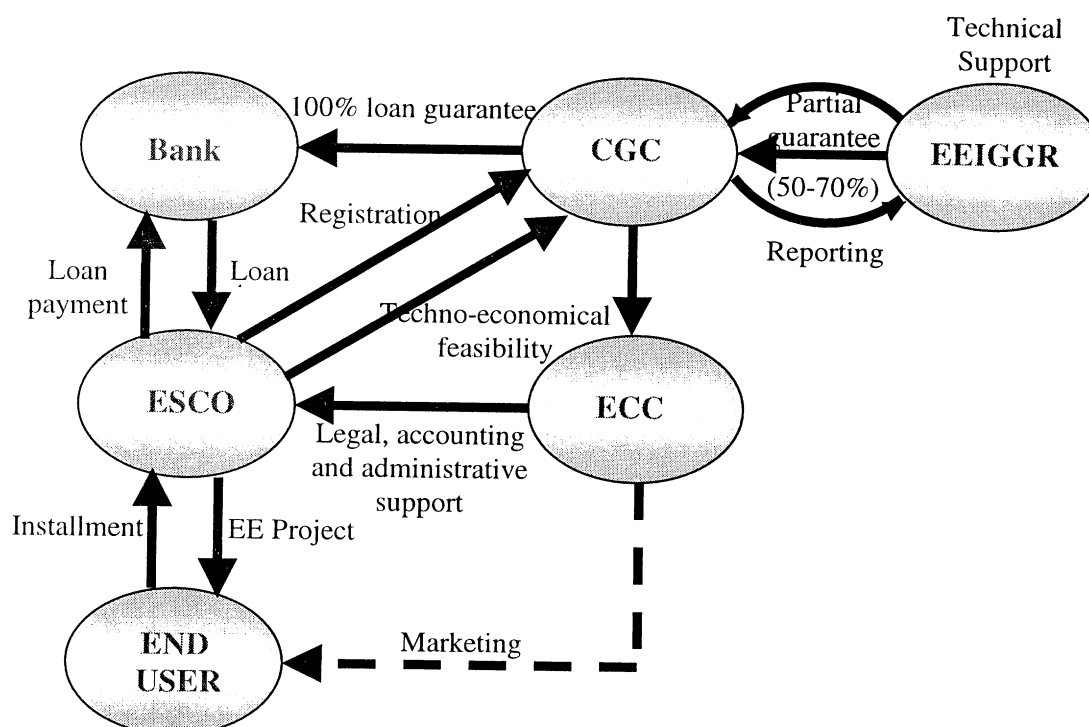 Technical
Support
Bank
100% loan guarantee
CGC
Partial
guarantee
(50-70%)
EEIGGR
Reporting
Registration
Loan
payment
Loan
Techno-economical
feasibility
ESCO
ECC
Legal, accounting
and administrative
support
Installment
EE Project
END
USER
Marketing